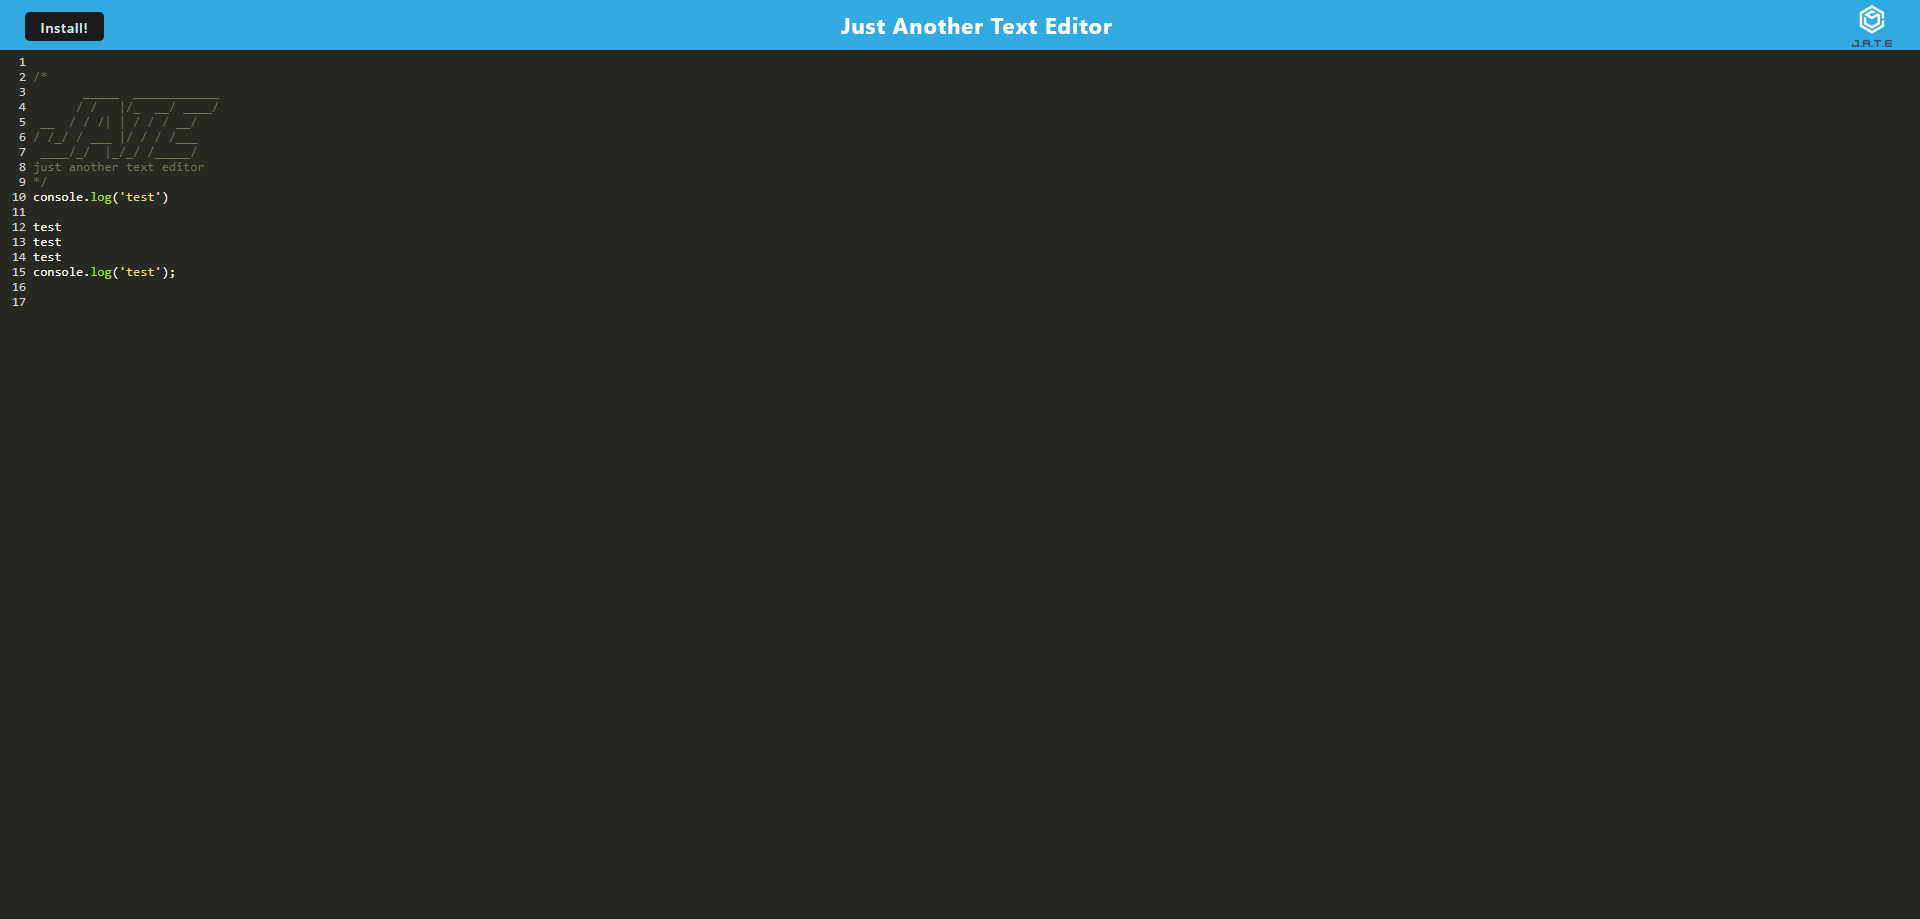 Install!
Just Another Text Editor
J.A.T.E
1
2 /*
3        _____  ____________
4       / /   |/_  __/ ____/
5  __  / / /| | / / / __/
6 / /_/ / ___ |/ / / /___
7  ____/_/  |_/_/ /_____/
8 just another text editor
9 */
10 console.log('test')
11
12 test
13 test
14 test
15 console.log('test');
16
17